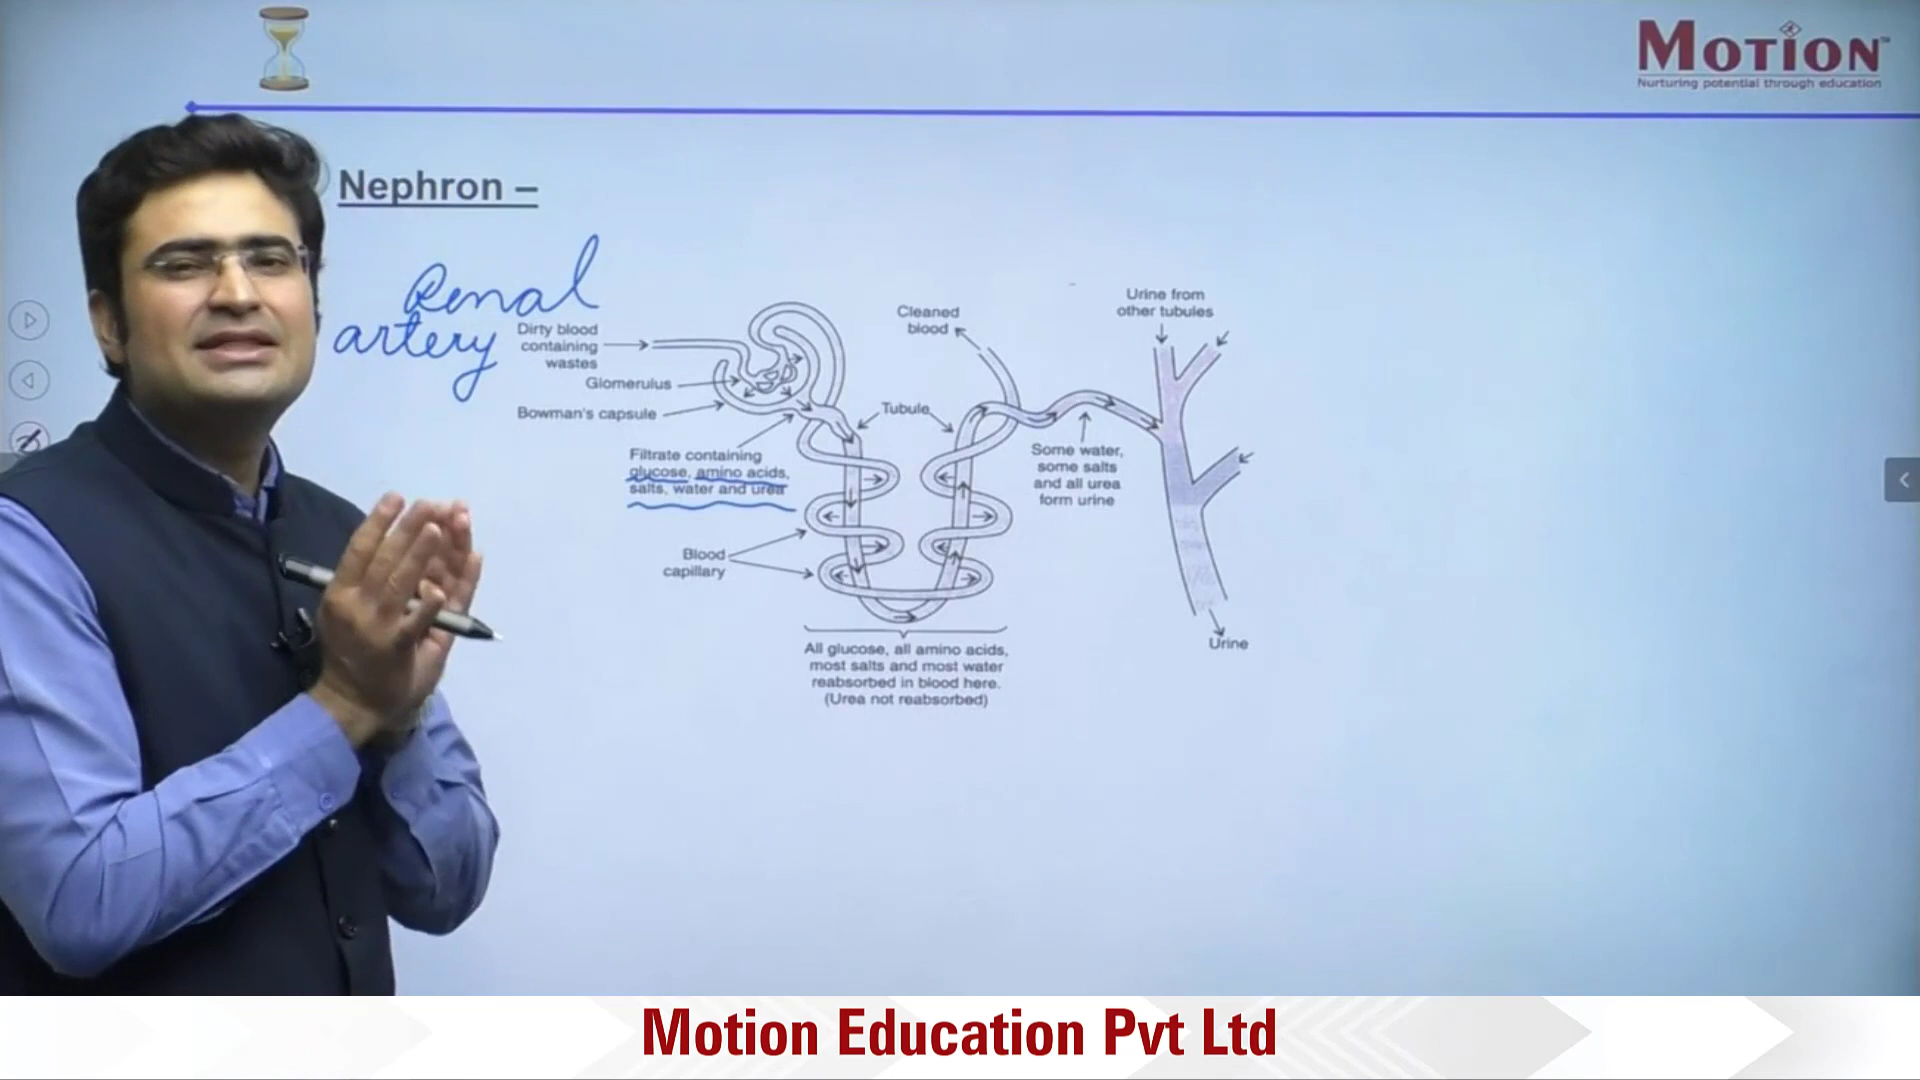 MOTION™
Nurturing potential through education
Nephron –
Renal
artery
Dirty blood
containing
wastes
Glomerulus
Bowman's capsule
Filtrate containing
glucose, amino acids,
salts, water and urea
Blood
capillary
Cleaned
blood
Tubule
Urine from
other tubules
Some water,
some salts
and all urea
form urine
Urine
All glucose, all amino acids,
most salts and most water
reabsorbed in blood here.
(Urea not reabsorbed)
Motion Education Pvt Ltd